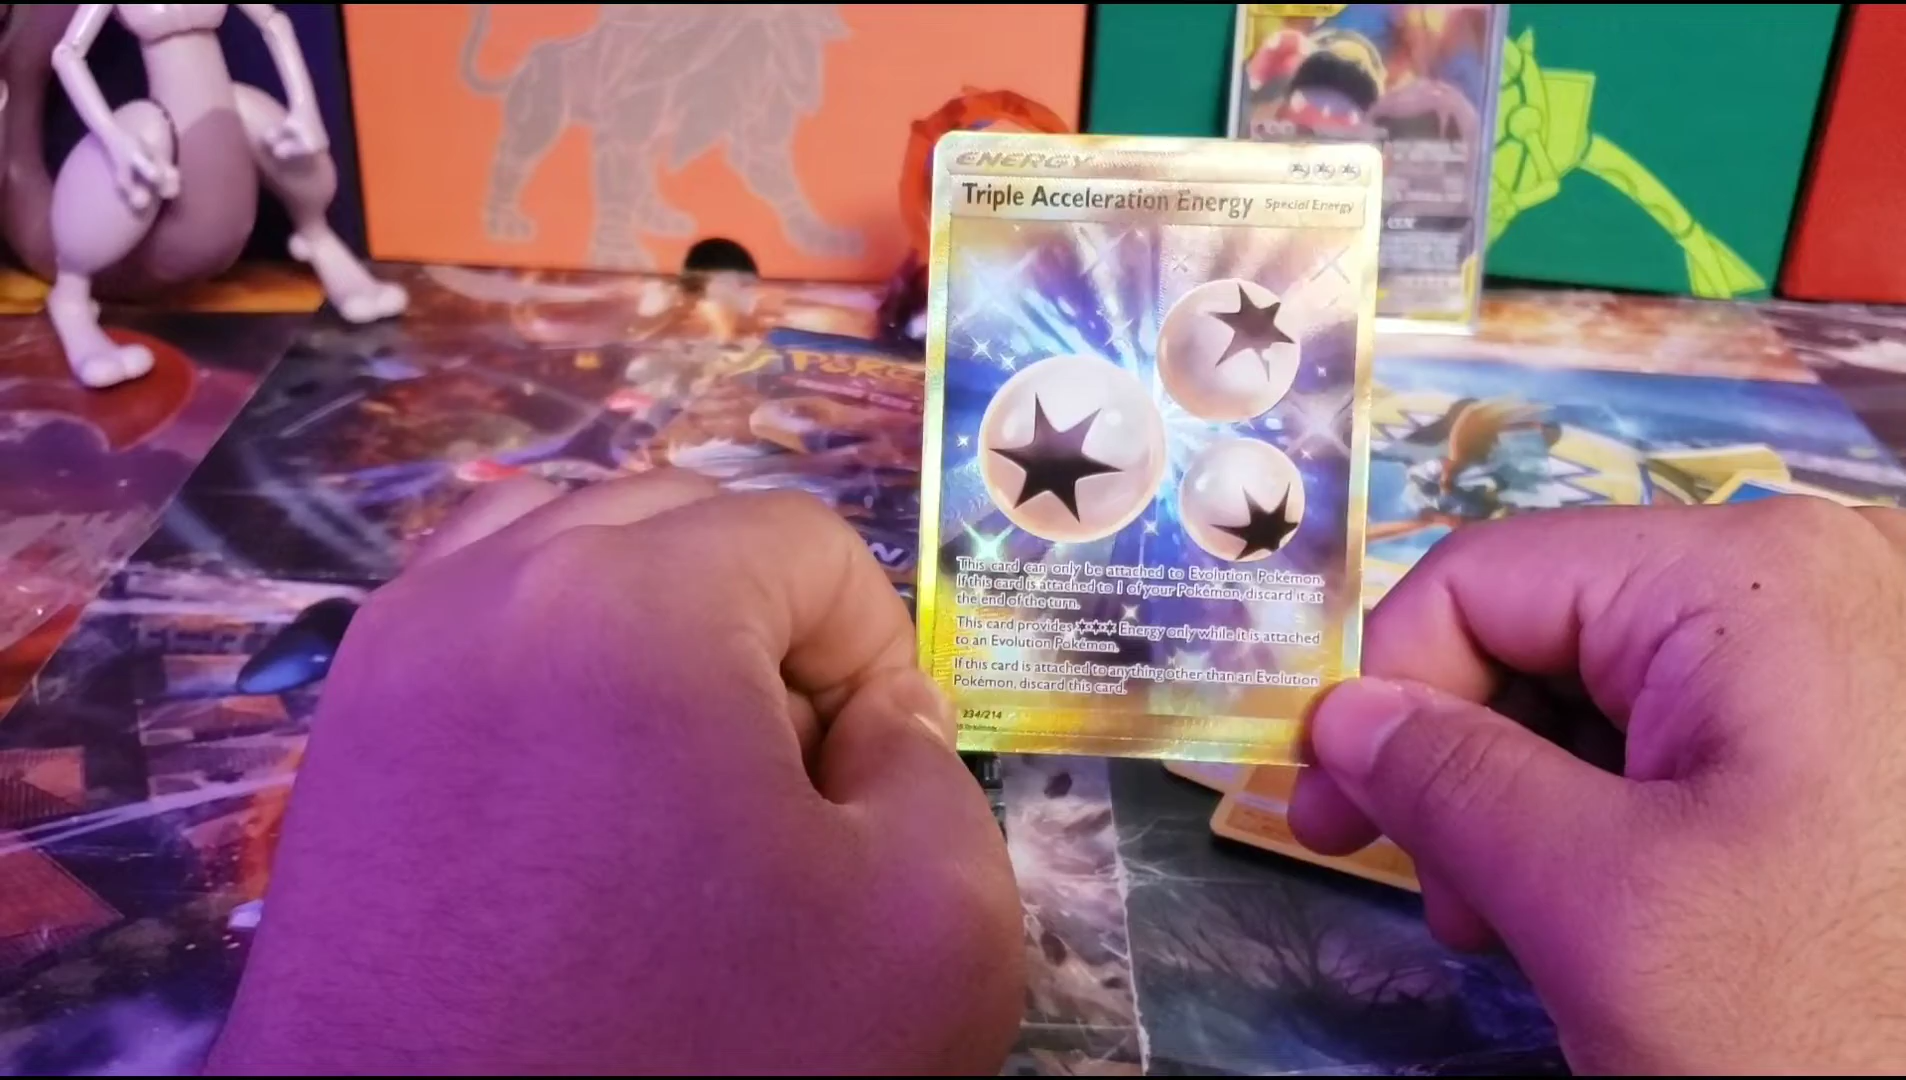 ENERGY
Triple Acceleration Energy Special Energy
This card can only be attached to Evolution Pokémon.
If this card is attached to 1 of your Pokémon, discard it at
the end of the turn.
This card provides ✶✶✶ Energy only while it is attached
to an Evolution Pokémon.
If this card is attached to anything other than an Evolution
Pokémon, discard this card.
234/214